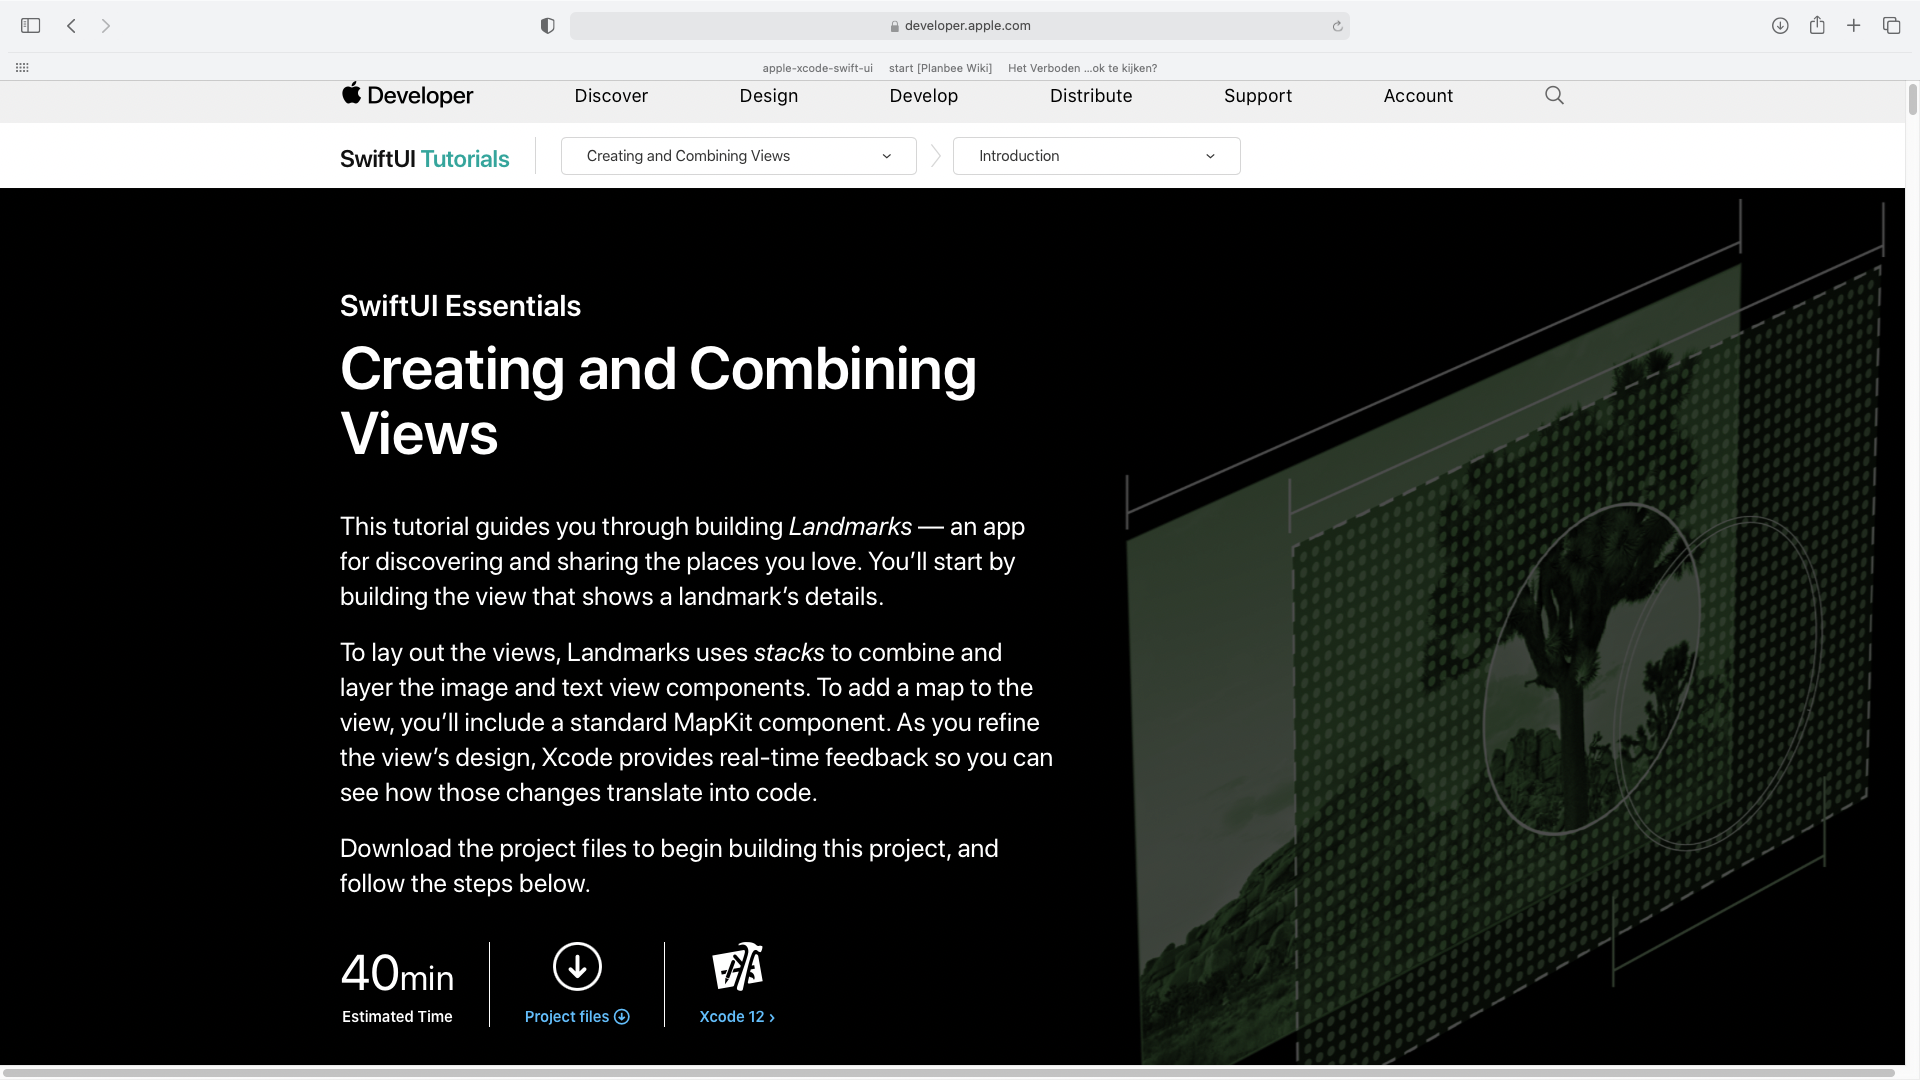 developer.apple.com
apple-xcode-swift-ui start [Planbee Wiki] Het Verboden ...ok te kijken?
Developer Discover Design Develop Distribute Support Account
SwiftUI Tutorials Creating and Combining Views Introduction
SwiftUI Essentials
Creating and Combining
Views
This tutorial guides you through building Landmarks — an app
for discovering and sharing the places you love. You’ll start by
building the view that shows a landmark’s details.
To lay out the views, Landmarks uses stacks to combine and
layer the image and text view components. To add a map to the
view, you’ll include a standard MapKit component. As you refine
the view’s design, Xcode provides real-time feedback so you can
see how those changes translate into code.
Download the project files to begin building this project, and
follow the steps below.
40min
Estimated Time Project files Xcode 12 ›